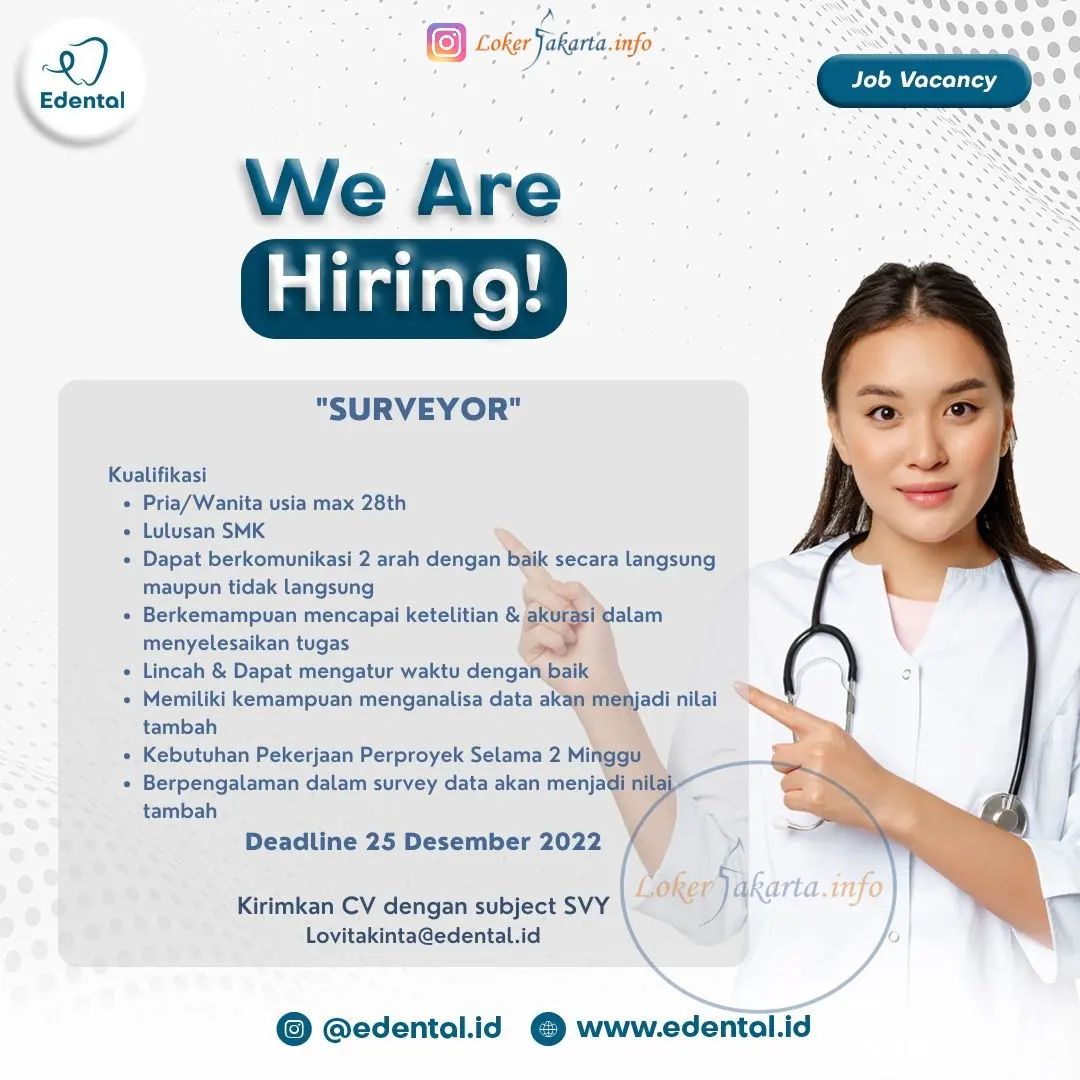 Edental
Loker Jakarta.info
Job Vacancy
We Are
Hiring!
"SURVEYOR"
Kualifikasi
• Pria/Wanita usia max 28th
• Lulusan SMK
• Dapat berkomunikasi 2 arah dengan baik secara langsung
maupun tidak langsung
• Berkemampuan mencapai ketelitian & akurasi dalam
menyelesaikan tugas
• Lincah & Dapat mengatur waktu dengan baik
• Memiliki kemampuan menganalisa data akan menjadi nilai
tambah
• Kebutuhan Pekerjaan Perproyek Selama 2 Minggu
• Berpengalaman dalam survey data akan menjadi nilai
tambah
Deadline 25 Desember 2022
Loker Jakarta.info
Kirimkan CV dengan subject SVY
Lovitakinta@edental.id
@edental.id
www.edental.id